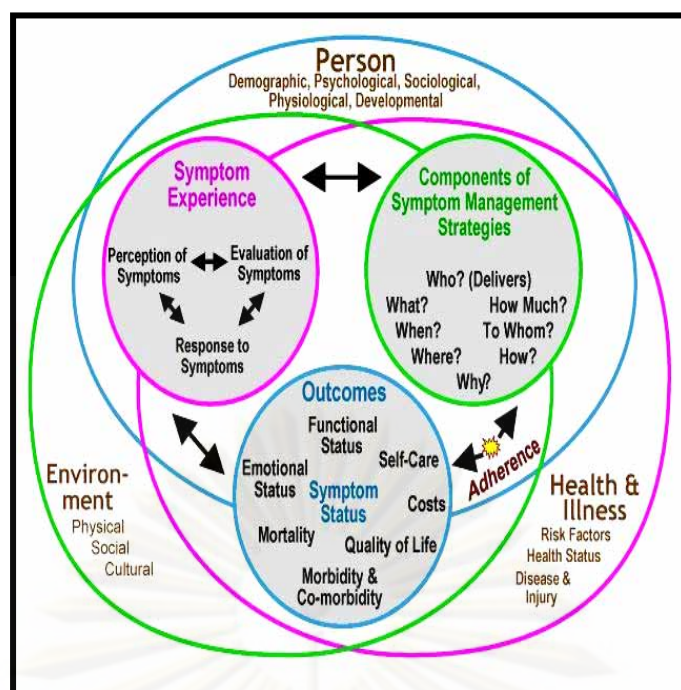 Person
Demographic, Psychological, Sociological,
Physiological, Developmental
Symptom
Experience
Perception of
Symptoms
Evaluation of
Symptoms
Response to
Symptoms
Components of
Symptom Management
Strategies
Who? (Delivers)
What?
How Much?
When?
To Whom?
Where?
How?
Why?
Outcomes
Functional
Status
Emotional
Status
Self-Care
Symptom
Status
Costs
Mortality
Quality of Life
Morbidity &
Co-morbidity
Adherence
Environ-
ment
Physical
Social
Cultural
Health &
Illness
Risk Factors
Health Status
Disease &
Injury